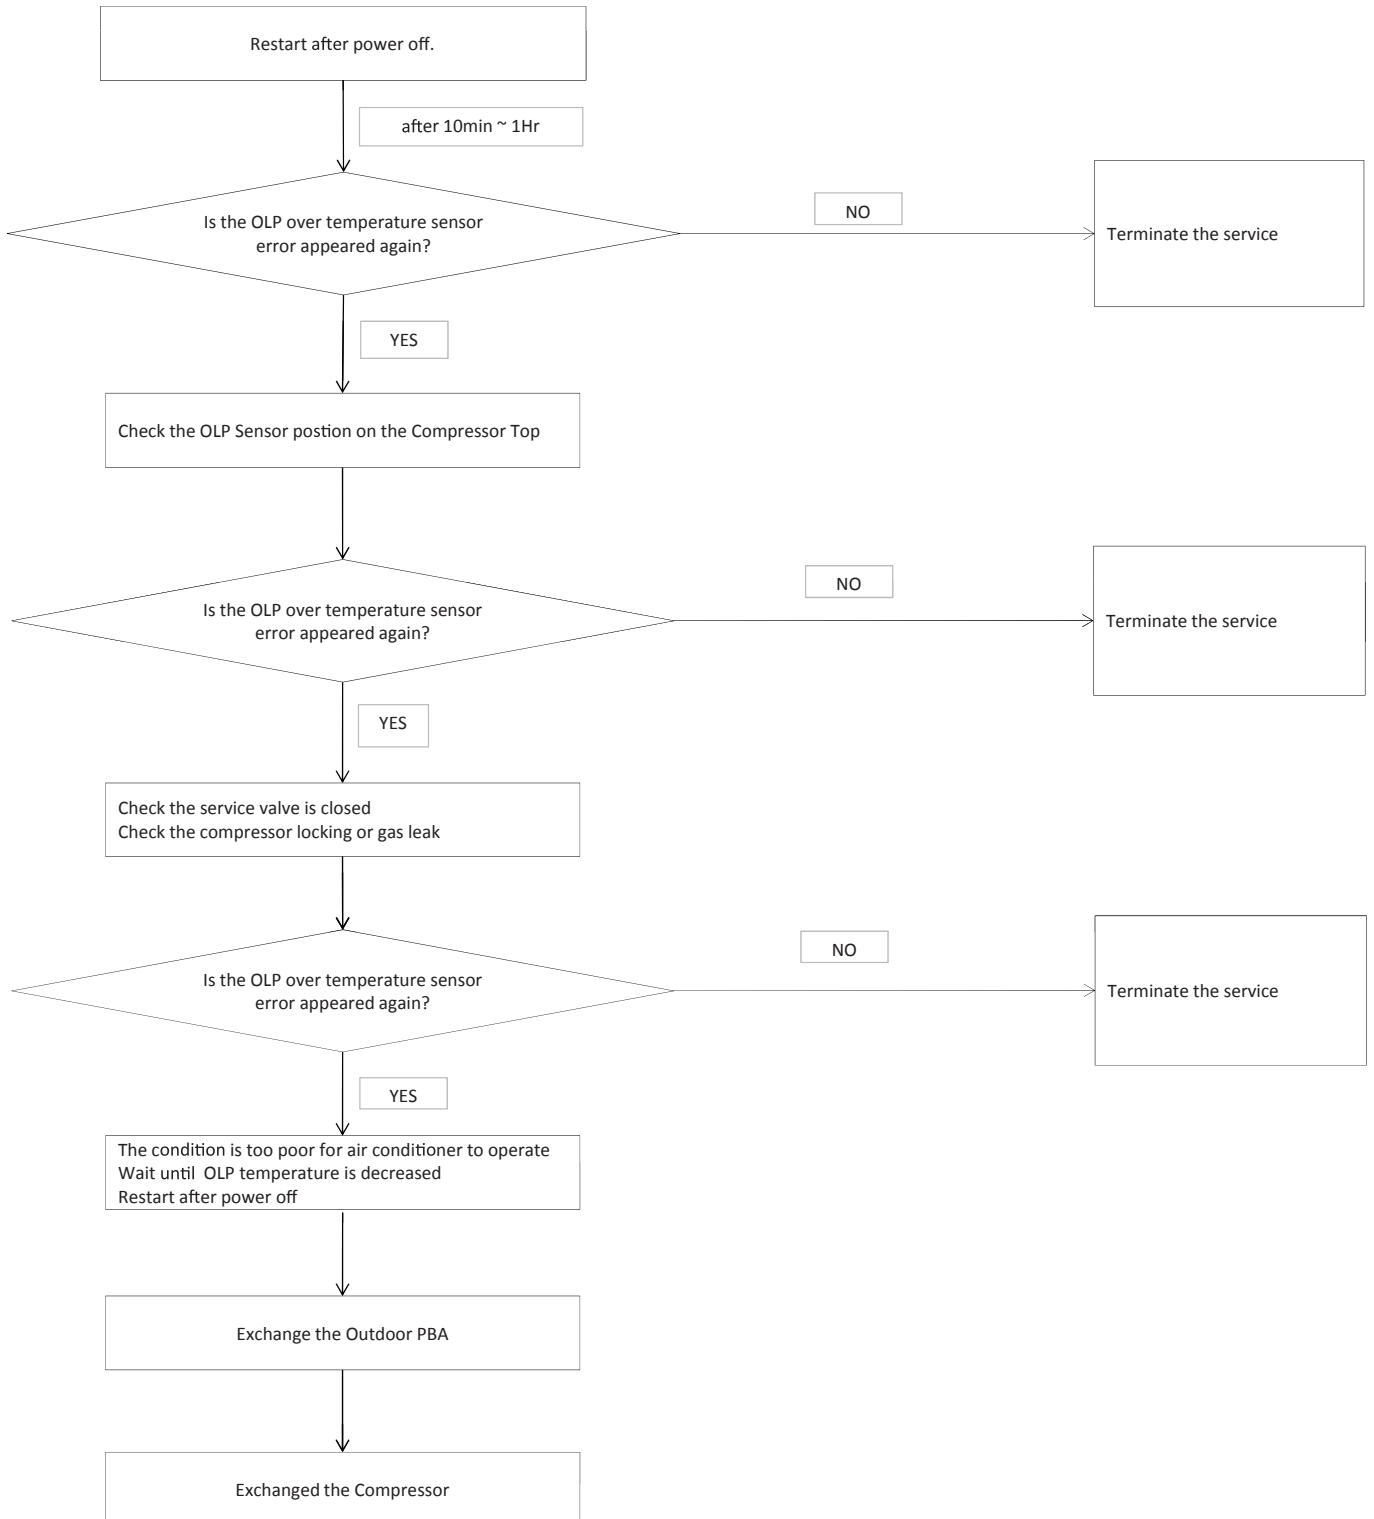 Restart after power off.
after 10min ~ 1Hr
Is the OLP over temperature sensor
error appeared again?
NO
Terminate the service
YES
Check the OLP Sensor postion on the Compressor Top
Is the OLP over temperature sensor
error appeared again?
NO
Terminate the service
YES
Check the service valve is closed
Check the compressor locking or gas leak
Is the OLP over temperature sensor
error appeared again?
NO
Terminate the service
YES
The condition is too poor for air conditioner to operate
Wait until OLP temperature is decreased
Restart after power off
Exchange the Outdoor PBA
Exchanged the Compressor